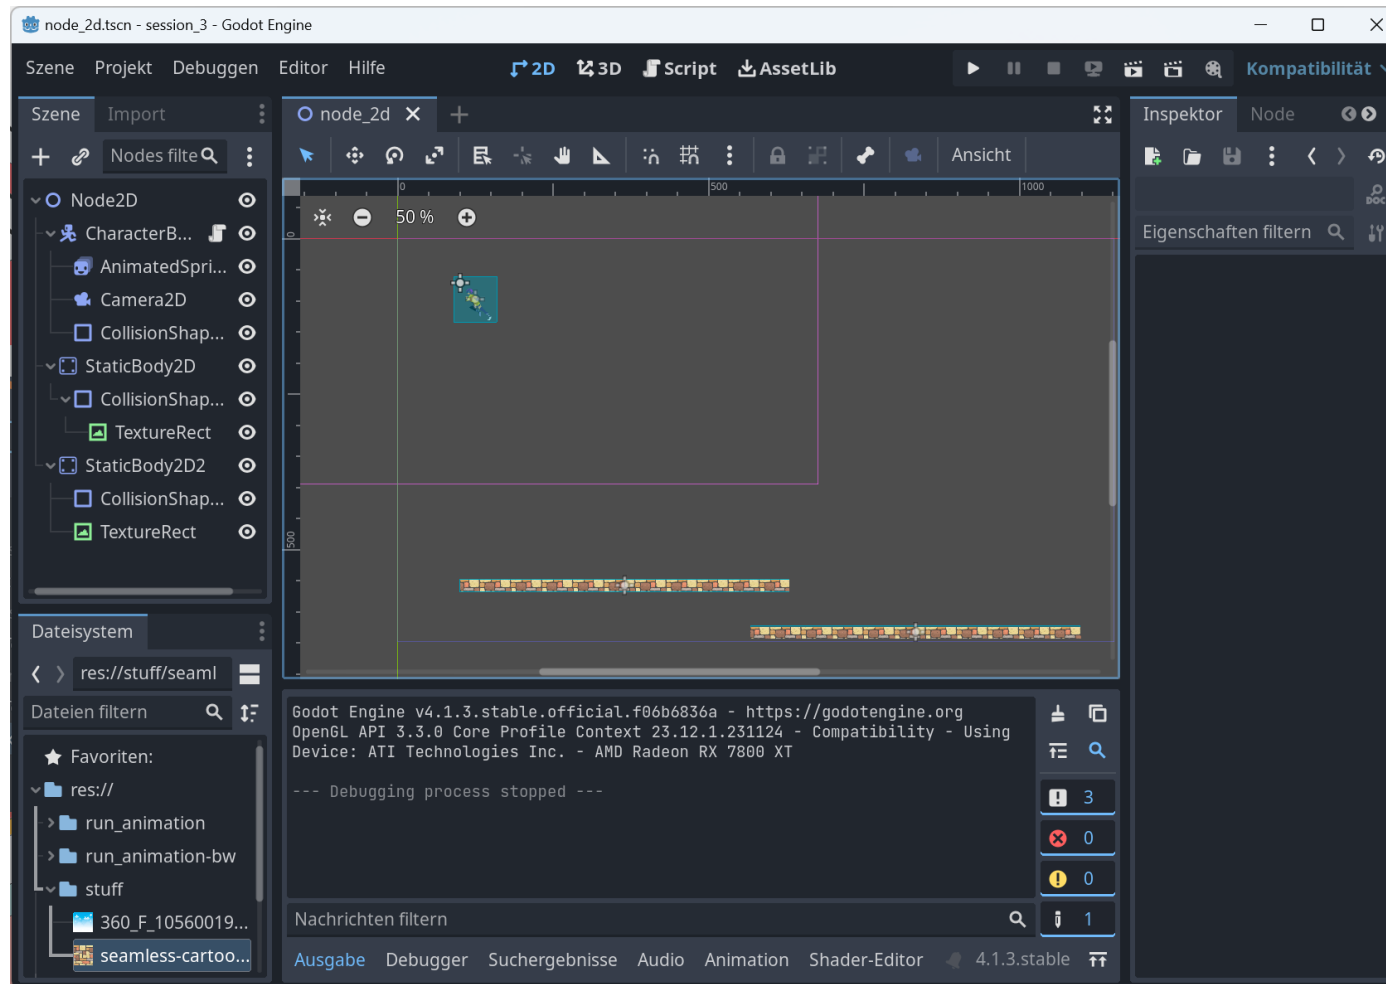 node_2d.tscn - session_3 - Godot Engine
Szene Projekt Debuggen Editor Hilfe 2D 3D Script AssetLib Kompatibilität
Szene Import
node_2d
Inspektor Node
Nodes filte
Ansicht
DOC
Eigenschaften filtern
0 500 1000
50 %
0
500
Node2D
CharacterB...
AnimatedSpri...
Camera2D
CollisionShap...
StaticBody2D
CollisionShap...
TextureRect
StaticBody2D2
CollisionShap...
TextureRect
Dateisystem
res://stuff/seaml
Dateien filtern
Favoriten:
res://
run_animation
run_animation-bw
stuff
360_F_10560019...
seamless-cartoo...
Godot Engine v4.1.3.stable.official.f06b6836a - https://godotengine.org
OpenGL API 3.3.0 Core Profile Context 23.12.1.231124 - Compatibility - Using
Device: ATI Technologies Inc. - AMD Radeon RX 7800 XT
--- Debugging process stopped ---
3
0
0
1
Nachrichten filtern
Ausgabe Debugger Suchergebnisse Audio Animation Shader-Editor 4.1.3.stable